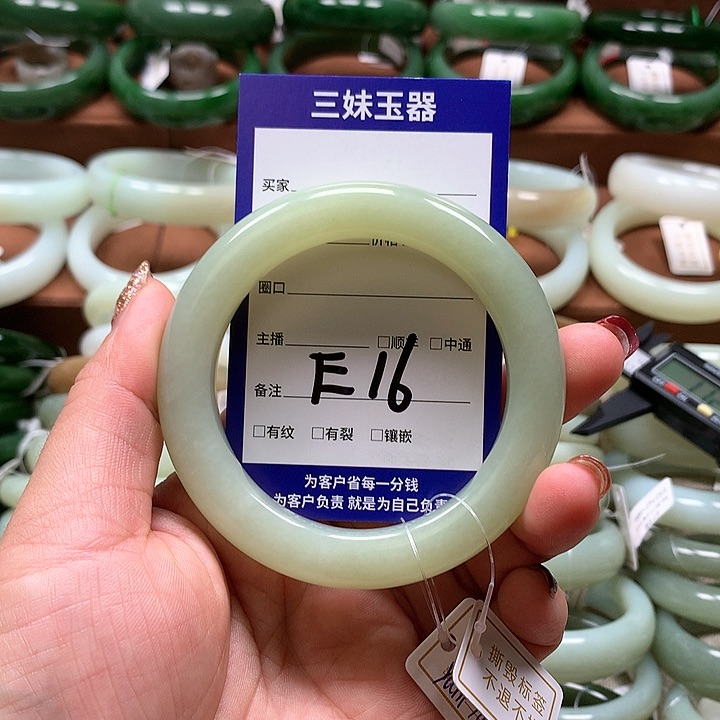 三妹玉器
买家
圈口
主播 □顺丰 □中通
E16
备注
□有纹 □有裂 □镶嵌
为客户省每一分钱
为客户负责 就是为自己负责
撕毁标签
不退不换